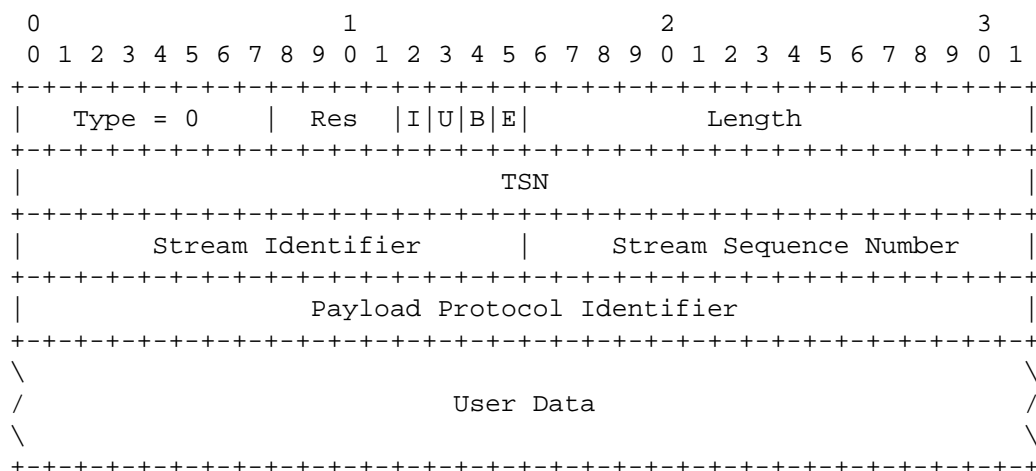 0                   1                   2                   3
 0 1 2 3 4 5 6 7 8 9 0 1 2 3 4 5 6 7 8 9 0 1 2 3 4 5 6 7 8 9 0 1
+-+-+-+-+-+-+-+-+-+-+-+-+-+-+-+-+-+-+-+-+-+-+-+-+-+-+-+-+-+-+-+-+
|   Type = 0    |  Res  |I|U|B|E|           Length              |
+-+-+-+-+-+-+-+-+-+-+-+-+-+-+-+-+-+-+-+-+-+-+-+-+-+-+-+-+-+-+-+-+
|                              TSN                              |
+-+-+-+-+-+-+-+-+-+-+-+-+-+-+-+-+-+-+-+-+-+-+-+-+-+-+-+-+-+-+-+-+
|        Stream Identifier      |     Stream Sequence Number    |
+-+-+-+-+-+-+-+-+-+-+-+-+-+-+-+-+-+-+-+-+-+-+-+-+-+-+-+-+-+-+-+-+
|                  Payload Protocol Identifier                  |
+-+-+-+-+-+-+-+-+-+-+-+-+-+-+-+-+-+-+-+-+-+-+-+-+-+-+-+-+-+-+-+-+
\                                                               \
/                           User Data                           /
\                                                               \
+-+-+-+-+-+-+-+-+-+-+-+-+-+-+-+-+-+-+-+-+-+-+-+-+-+-+-+-+-+-+-+-+